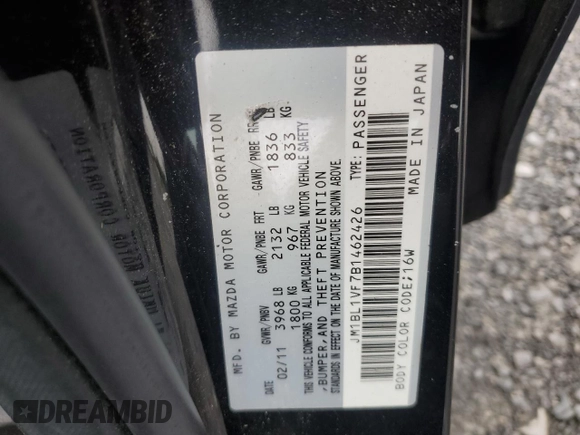 MFD. BY MAZDA MOTOR CORPORATION
DATE GVWR/PNBV GAWR/PNBE FRT GAWR/PNBE RR
02/11 3968 LB 2132 LB 1836 LB
1800 KG 967 KG 833 KG
THIS VEHICLE CONFORMS TO ALL APPLICABLE FEDERAL MOTOR VEHICLE SAFETY
,BUMPER,AND THEFT PREVENTION
STANDARDS IN EFFECT ON THE DATE OF MANUFACTURE SHOWN ABOVE.
JM1BL1VF7B1462426 TYPE: PASSENGER
BODY COLOR CODE;16W MADE IN JAPAN
DREAMBID